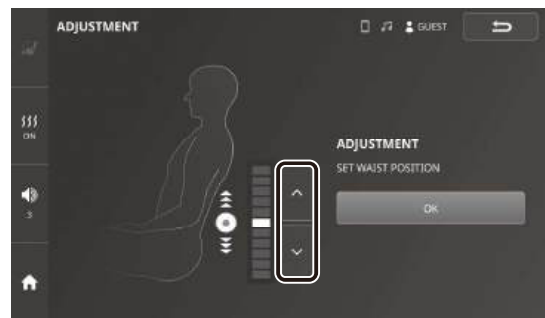 ADJUSTMENT
GUEST
ON
ADJUSTMENT
SET WAIST POSITION
OK
3